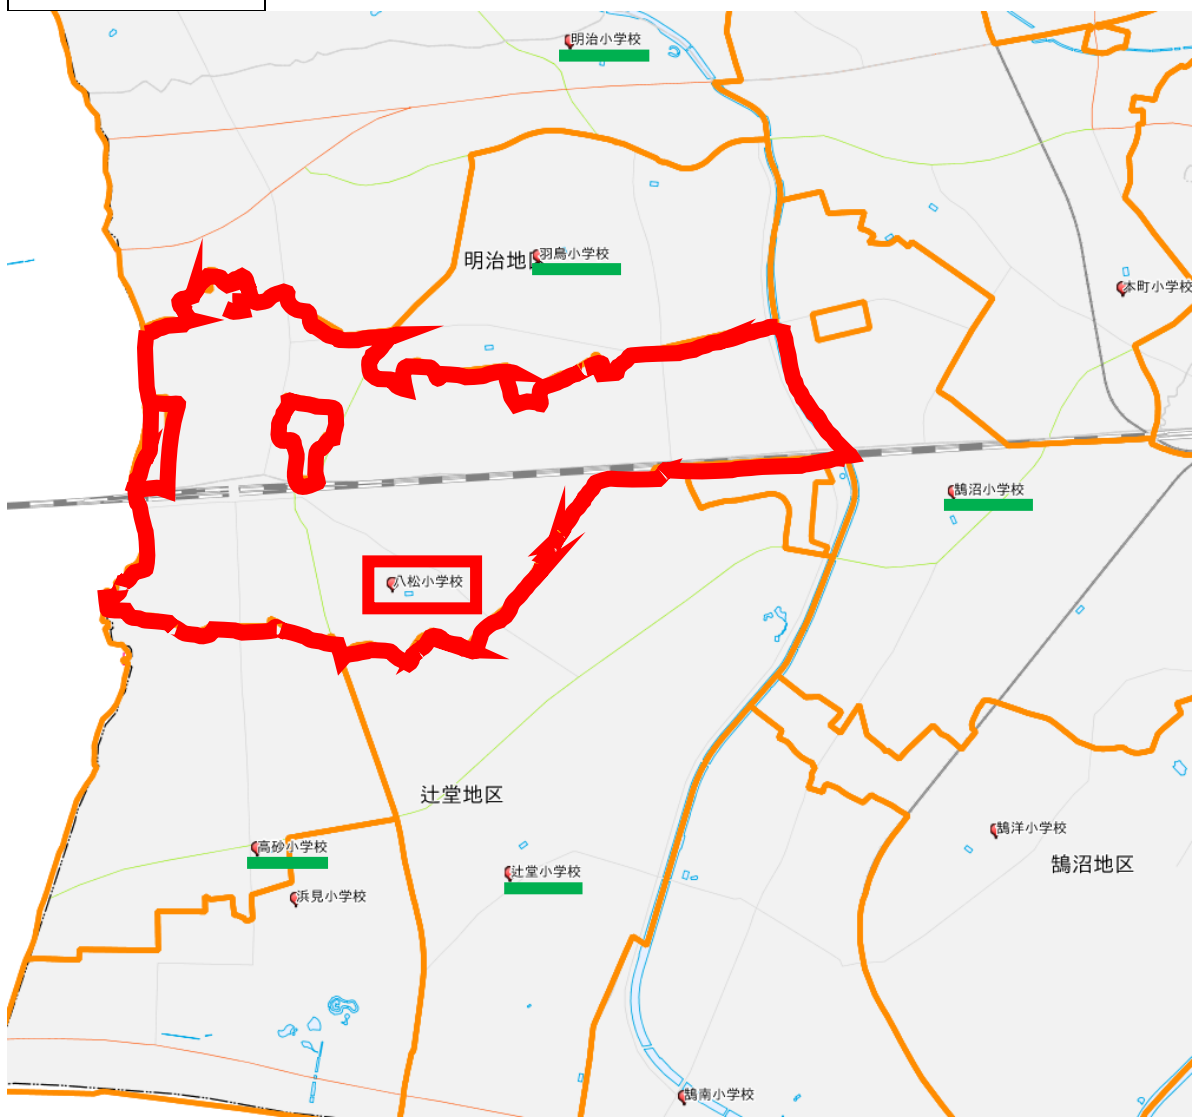 明治小学校
明治地区
羽鳥小学校
本町小学校
鵠沼小学校
八松小学校
辻堂地区
高砂小学校
浜見小学校
辻堂小学校
鵠洋小学校
鵠沼地区
鵠南小学校